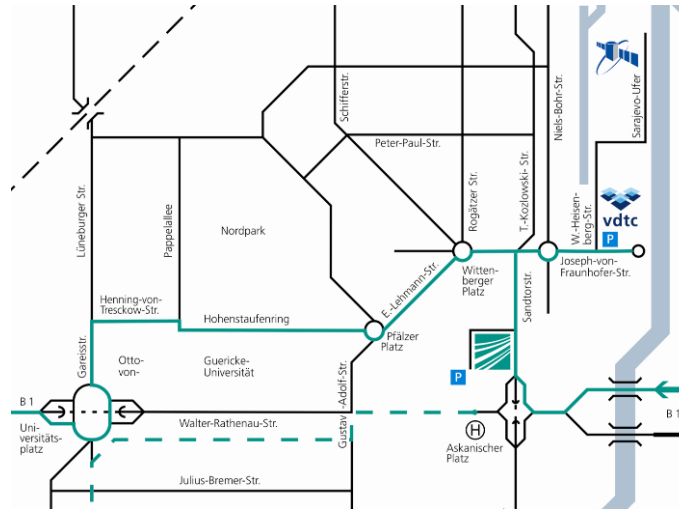 Schifferstr.
Peter-Paul-Str.
Niels-Bohr-Str.
Sarajevo-Ufer
Lüneburger Str.
Pappelallee
Nordpark
Rogätzer Str.
T.-Kozlowski- Str.
W.-Heisen-
berg-Str.
vdtc
P
E.-Lehmann-Str.
Witten-
berger
Platz
Sandtorstr.
Joseph-von-
Fraunhofer-Str.
Henning-von-
Tresckow-Str.
Hohenstaufenring
Pfälzer
Platz
Gareisstr.
Otto-
von-
Guericke-
Universität
Gustav -Adolf-Str.
P
B 1
Uni-
versitäts-
platz
Walter-Rathenau-Str.
H
Askanischer
Platz
B 1
Julius-Bremer-Str.